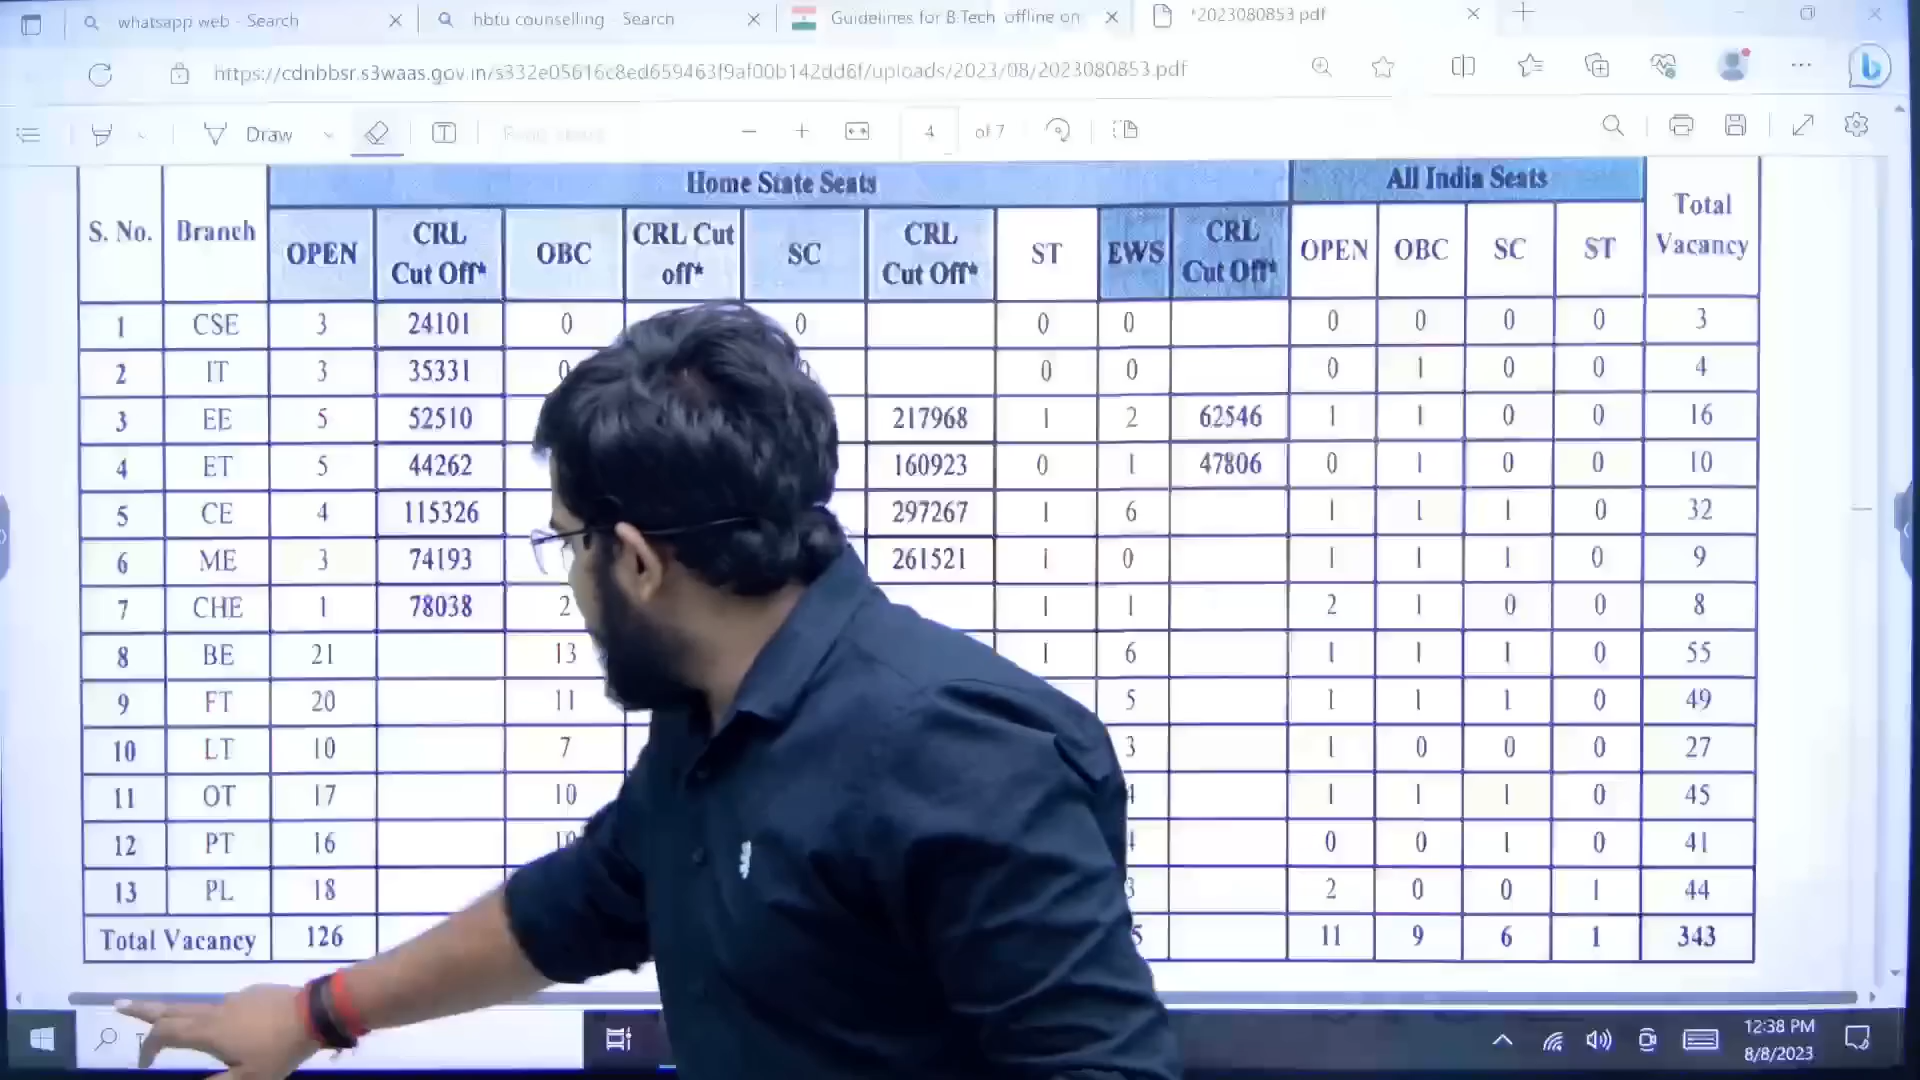 whatsapp web - Search
hbtu counselling Search
Guidelines for B Tech offline on
*2023080853 pdf
https://cdnbbsr.s3waas.gov.in/s332e05616c8ed659463f9af00b142dd6f/uploads/2023/08/2023080853.pdf
Draw
4 of 7
S. No. Branch Home State Seats All India Seats Total Vacancy
OPEN CRL Cut Off* OBC CRL Cut off* SC CRL Cut Off* ST EWS CRL Cut Off* OPEN OBC SC ST
1 CSE 3 24101 0 0 0 0 0 0 0 0 3
2 IT 3 35331 0 0 0 0 0 1 0 0 4
3 EE 5 52510 217968 1 2 62546 1 1 0 0 16
4 ET 5 44262 160923 0 1 47806 0 1 0 0 10
5 CE 4 115326 297267 1 6 1 1 1 0 32
6 ME 3 74193 261521 1 0 1 1 1 0 9
7 CHE 1 78038 2 1 1 2 1 0 0 8
8 BE 21 13 1 6 1 1 1 0 55
9 FT 20 11 5 1 1 1 0 49
10 LT 10 7 3 1 0 0 0 27
11 OT 17 10 4 1 1 1 0 45
12 PT 16 0 0 1 0 41
13 PL 18 3 2 0 0 1 44
Total Vacancy 126 5 11 9 6 1 343
12:38 PM
8/8/2023